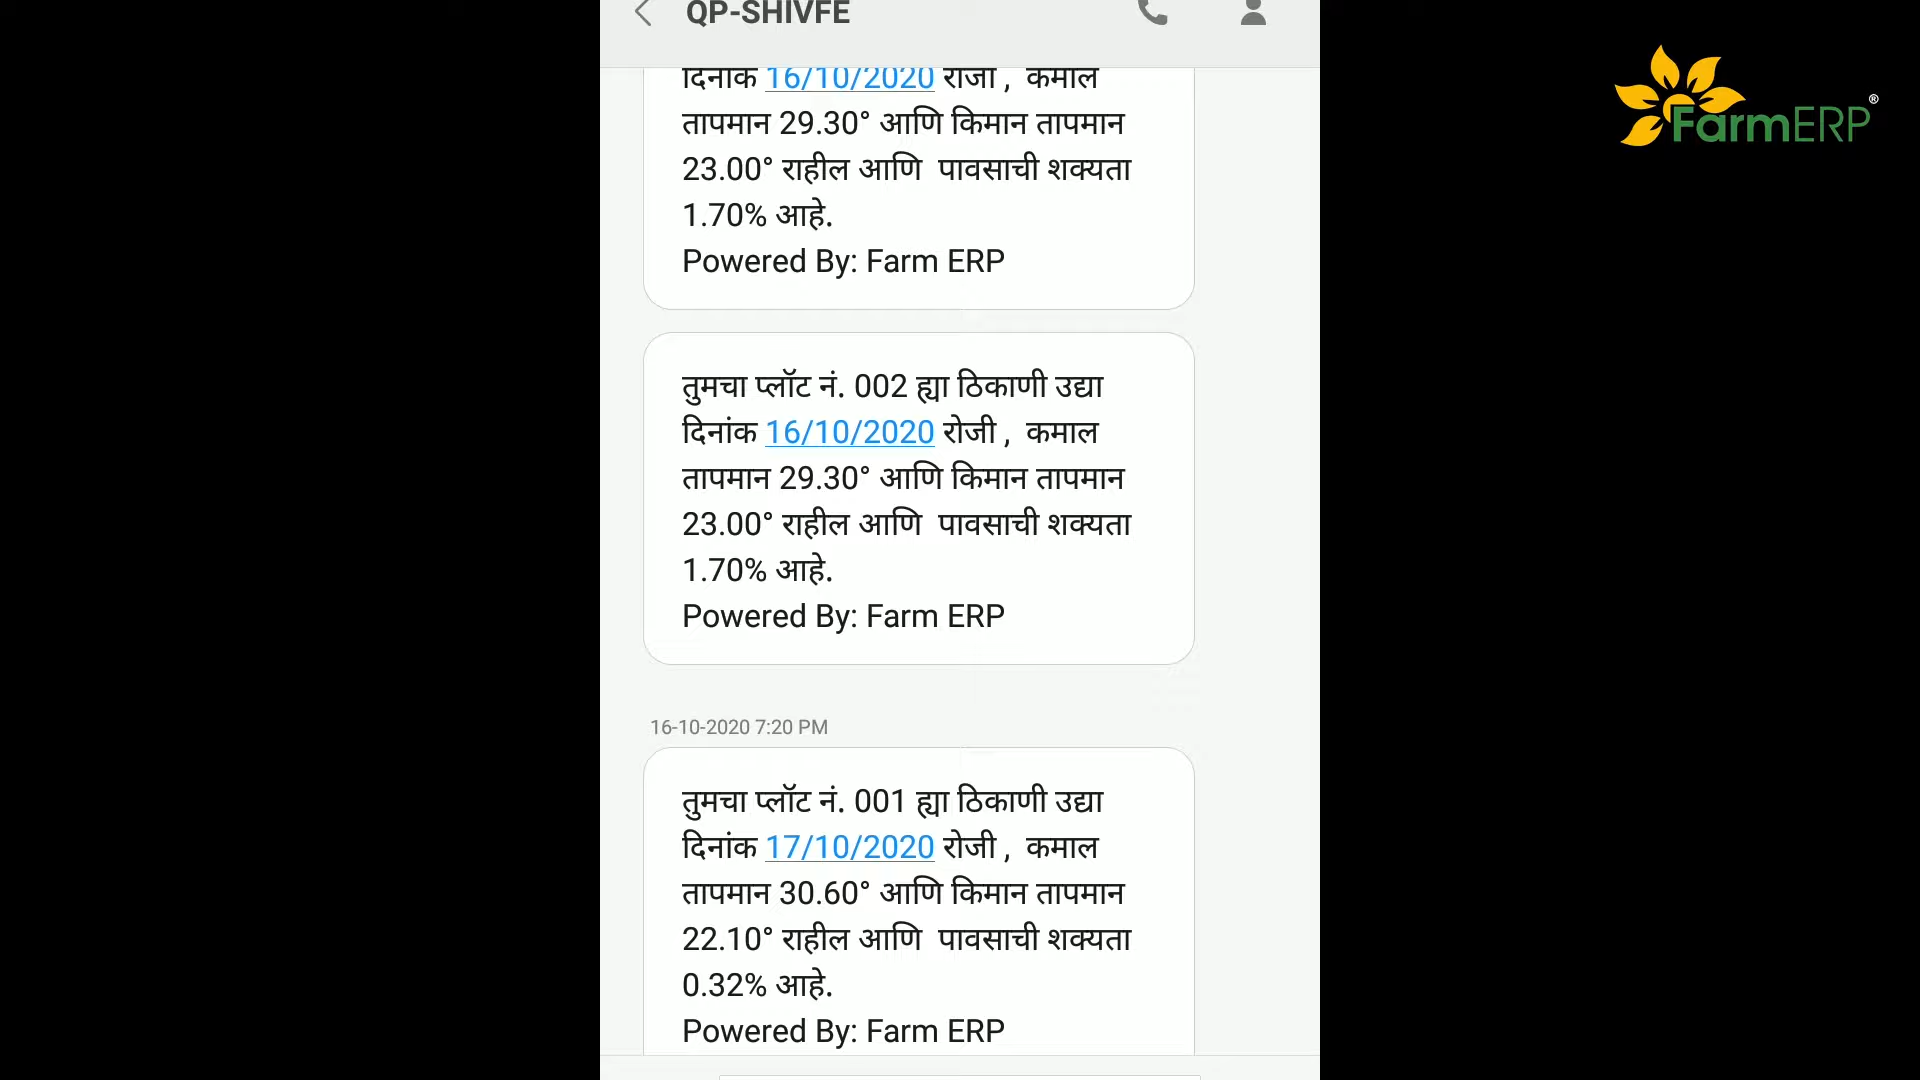 QP-SHIVFE
FarmERP®
दिनांक 16/10/2020 रोजी , कमाल
तापमान 29.30° आणि किमान तापमान
23.00° राहील आणि पावसाची शक्यता
1.70% आहे.
Powered By: Farm ERP
तुमचा प्लॉट नं. 002 ह्या ठिकाणी उद्या
दिनांक 16/10/2020 रोजी , कमाल
तापमान 29.30° आणि किमान तापमान
23.00° राहील आणि पावसाची शक्यता
1.70% आहे.
Powered By: Farm ERP
16-10-2020 7:20 PM
तुमचा प्लॉट नं. 001 ह्या ठिकाणी उद्या
दिनांक 17/10/2020 रोजी , कमाल
तापमान 30.60° आणि किमान तापमान
22.10° राहील आणि पावसाची शक्यता
0.32% आहे.
Powered By: Farm ERP